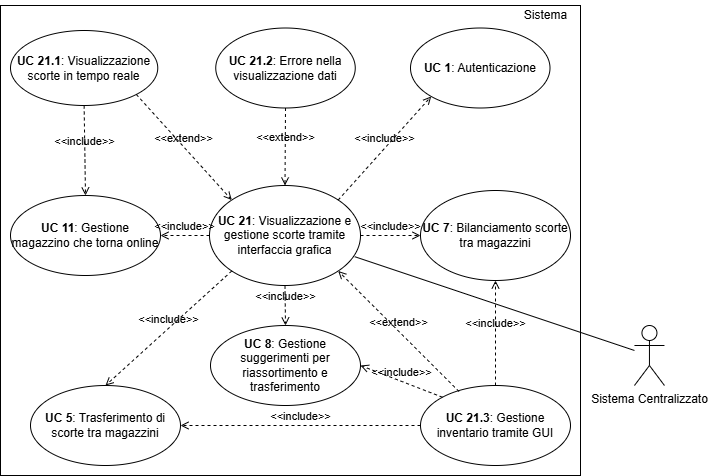 Sistema
UC 21.1: Visualizzazione
scorte in tempo reale
UC 21.2: Errore nella
visualizzazione dati
UC 1: Autenticazione
<<include>>
<<extend>>
<<extend>>
<<include>>
UC 11: Gestione
magazzino che torna online
<<include>>
UC 21: Visualizzazione e
gestione scorte tramite
interfaccia grafica
<<include>>
UC 7: Bilanciamento scorte
tra magazzini
<<include>>
<<include>>
<<extend>>
<<include>>
UC 8: Gestione
suggerimenti per
riassortimento e
trasferimento
<<include>>
Sistema Centralizzato
UC 5: Trasferimento di
scorte tra magazzini
<<include>>
UC 21.3: Gestione
inventario tramite GUI